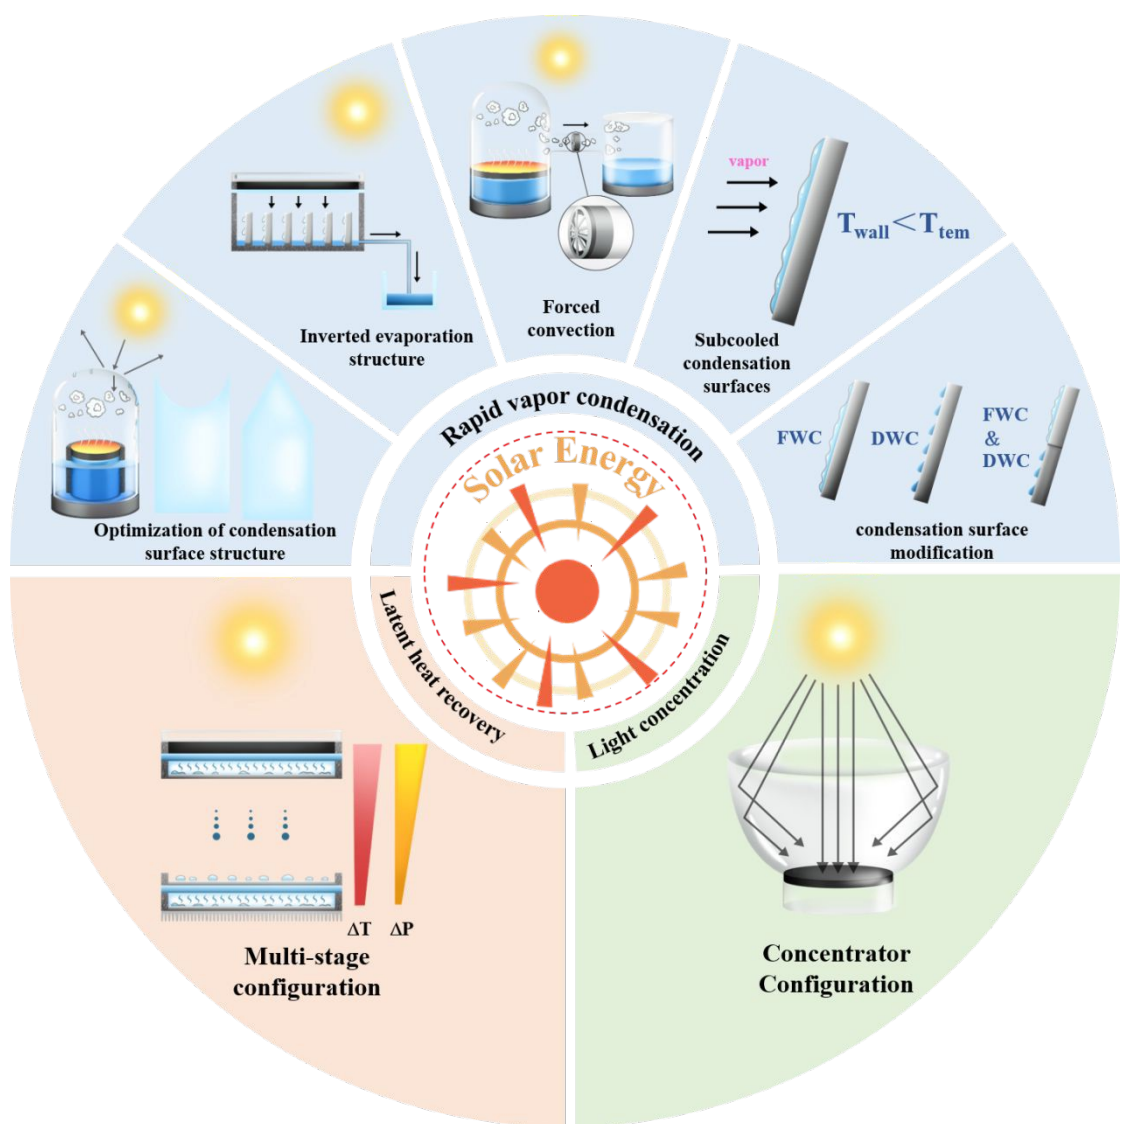 vapor
T_wall<T_tem
Forced
convection
Inverted evaporation
structure
Subcooled
condensation
surfaces
Optimization of condensation
surface structure
FWC
DWC
FWC
&
DWC
condensation surface
modification
Rapid vapor condensation
Solar Energy
Latent heat recovery
Light concentration
ΔT
ΔP
Multi-stage
configuration
Concentrator
Configuration